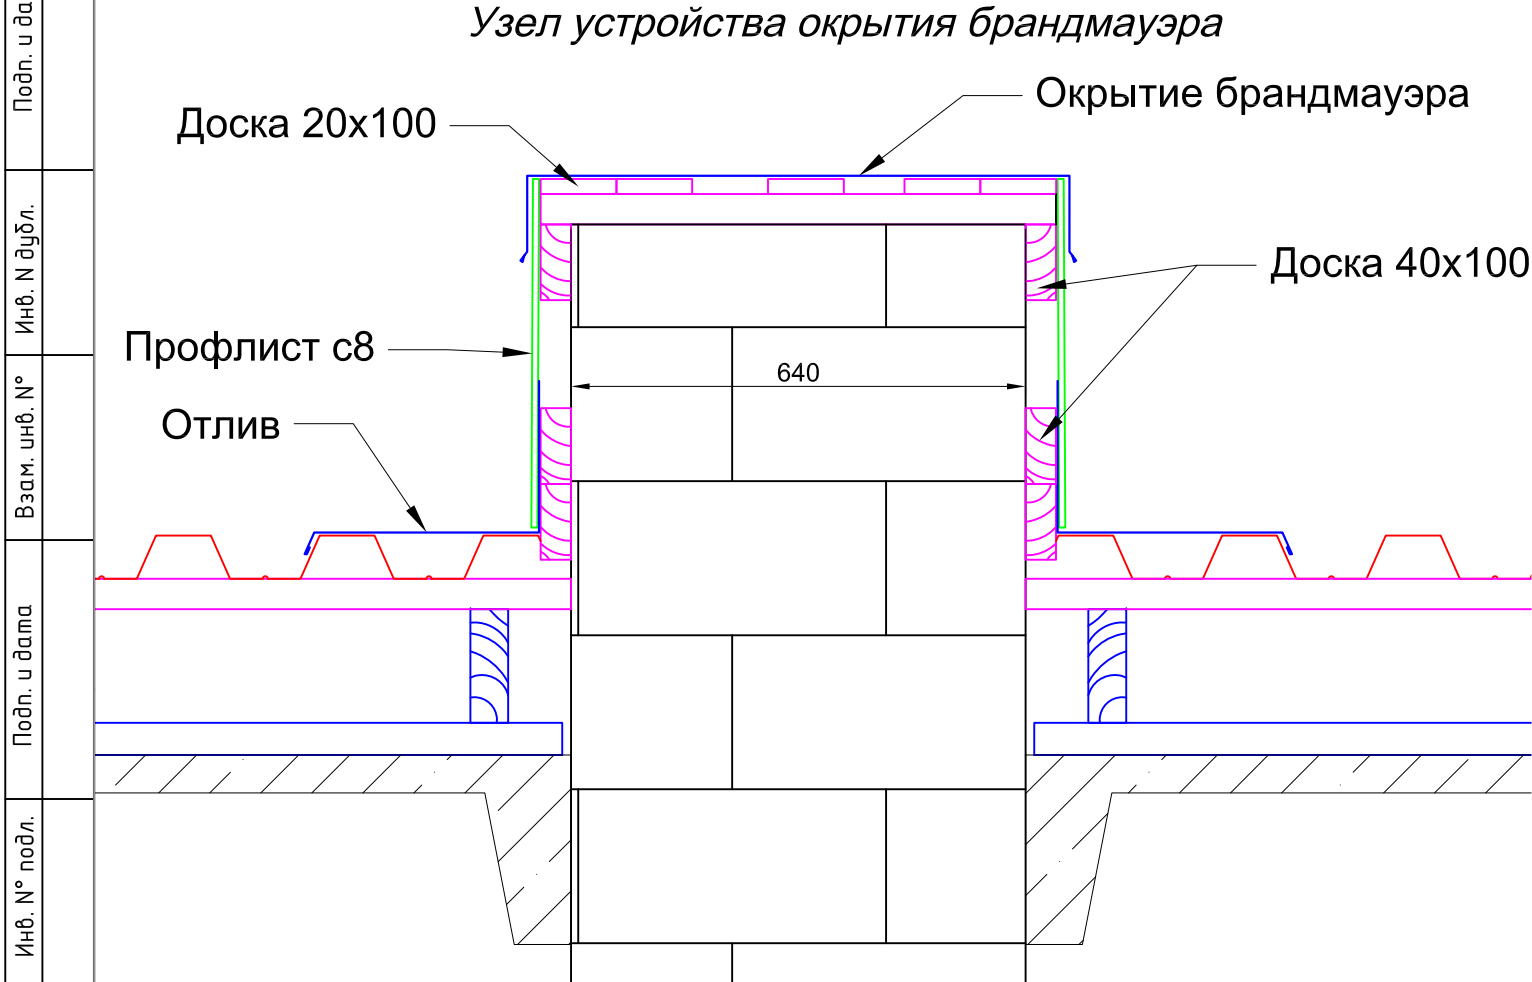 Узел устройства окрытия брандмауэра
Доска 20х100
Окрытие брандмауэра
Доска 40х100
Профлист с8
640
Отлив
Подп. и да
Инв. N дубл.
Взам. инв. N°
Подп. и дата
Инв. N° подл.